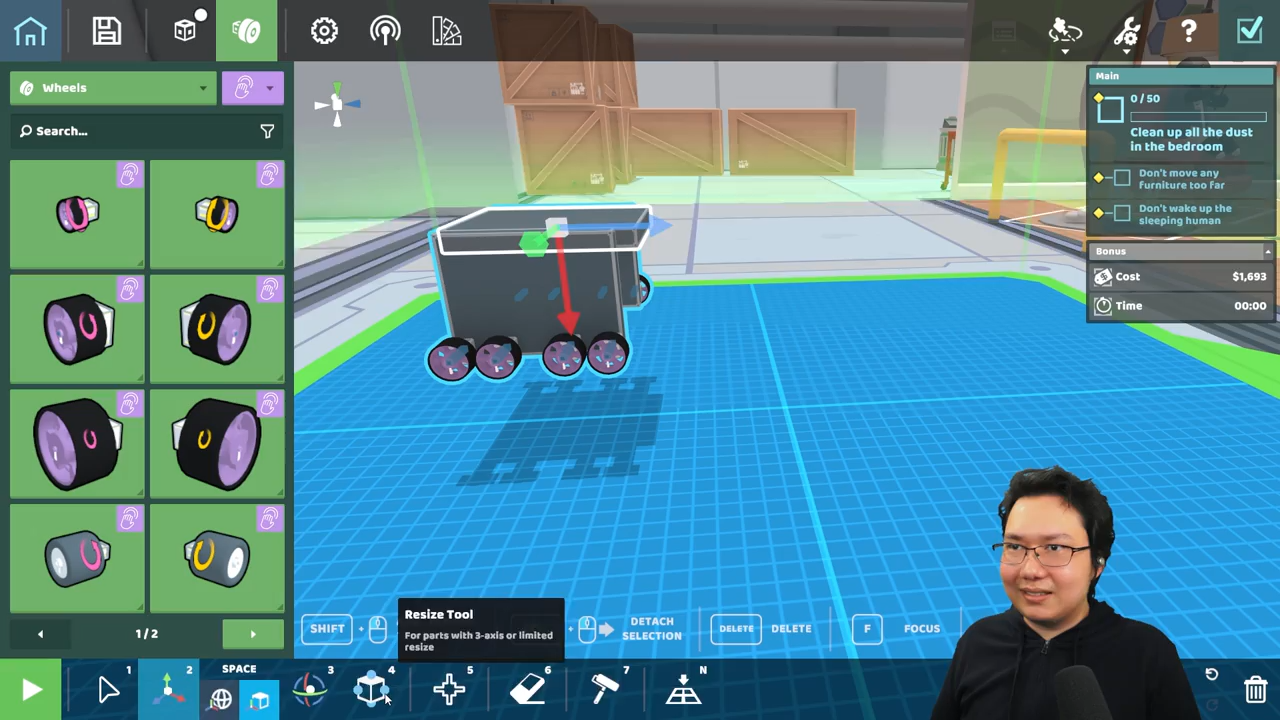 Wheels
Search...
1/2
Main
0 / 50
Clean up all the dust
in the bedroom
Don't move any
furniture too far
Don't wake up the
sleeping human
Bonus
Cost
$1,693
Time
00:00
Resize Tool
For parts with 3-axis or limited
resize
SHIFT
+
+
DETACH
SELECTION
DELETE
DELETE
F
FOCUS
1
2
SPACE
3
4
5
6
7
N
?